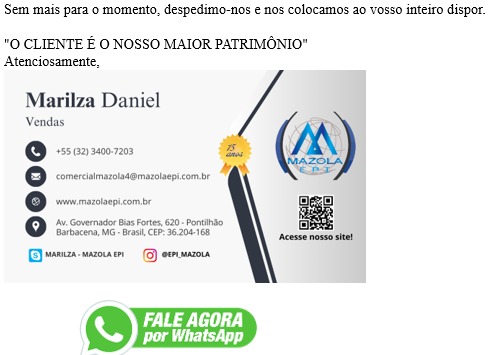 Sem mais para o momento, despedimo-nos e nos colocamos ao vosso inteiro dispor.
"O CLIENTE É O NOSSO MAIOR PATRIMÔNIO"
Atenciosamente,
Marilza Daniel
Vendas
+55 (32) 3400-7203
comercialmazola4@mazolaepi.com.br
www.mazolaepi.com.br
Av. Governador Bias Fortes, 620 - Pontilhão
Barbacena, MG - Brasil, CEP: 36.204-168
MARILZA - MAZOLA EPI
@EPI_MAZOLA
15
anos
MAZOLA
EPI
Acesse nosso site!
FALE AGORA
por WhatsApp